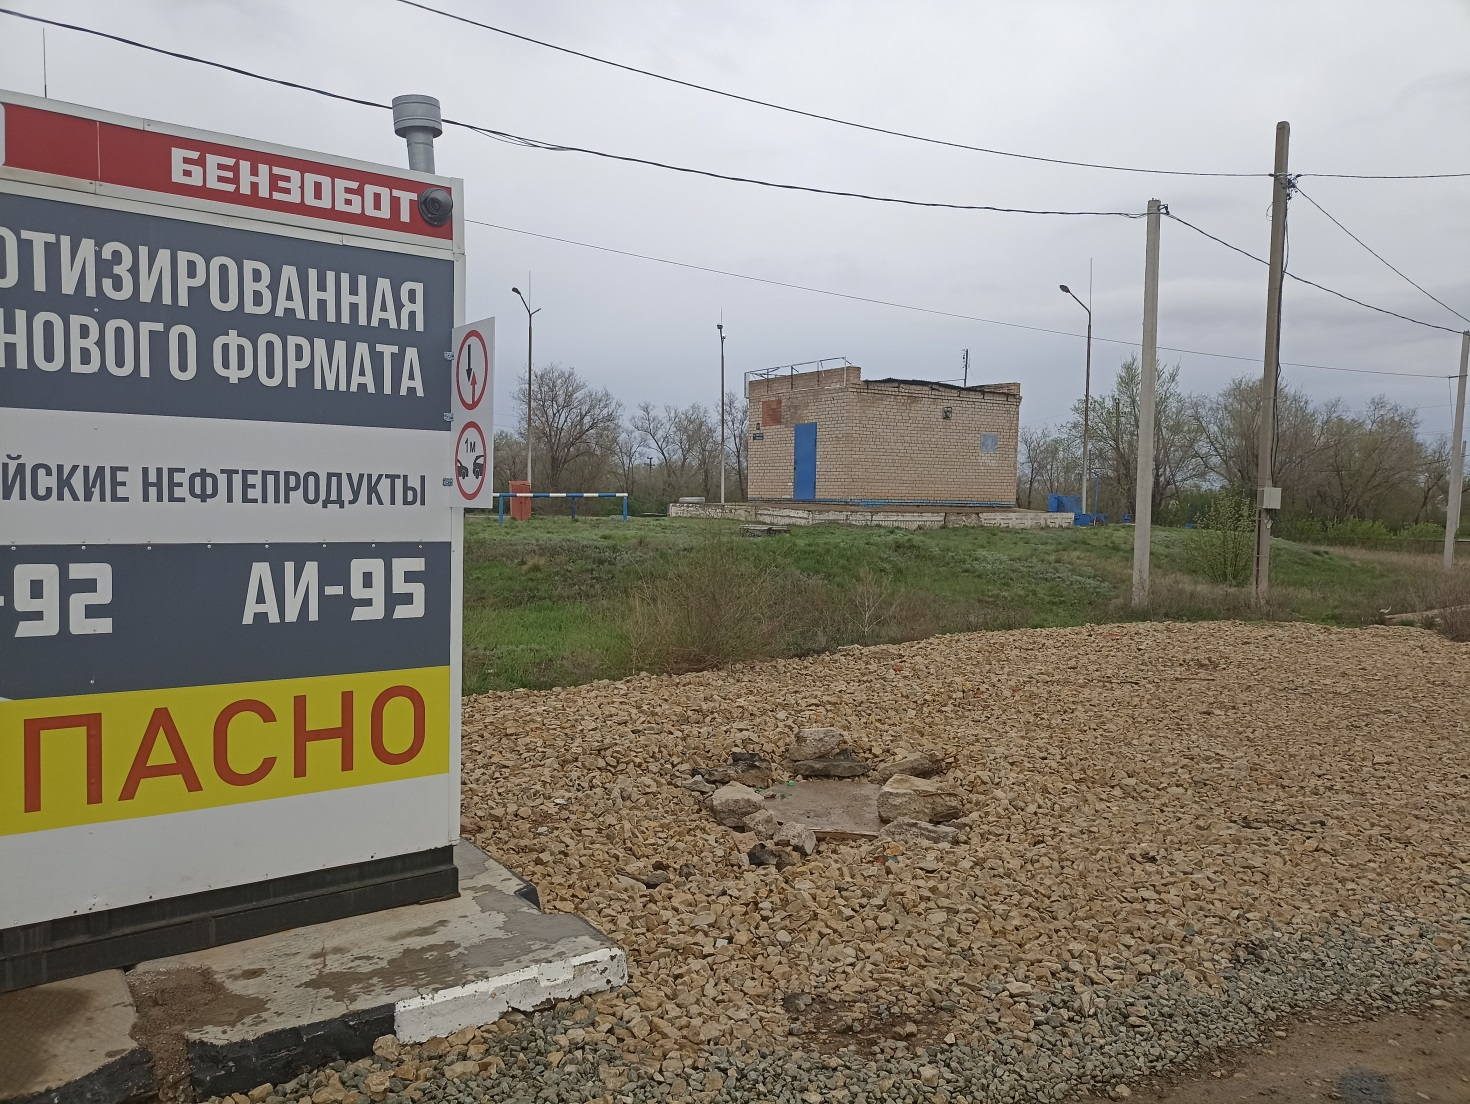 БЕНЗОБОТ
ОТИЗИРОВАННАЯ
НОВОГО ФОРМАТА
1м
ЙСКИЕ НЕФТЕПРОДУКТЫ
-92 АИ-95
ПАСНО